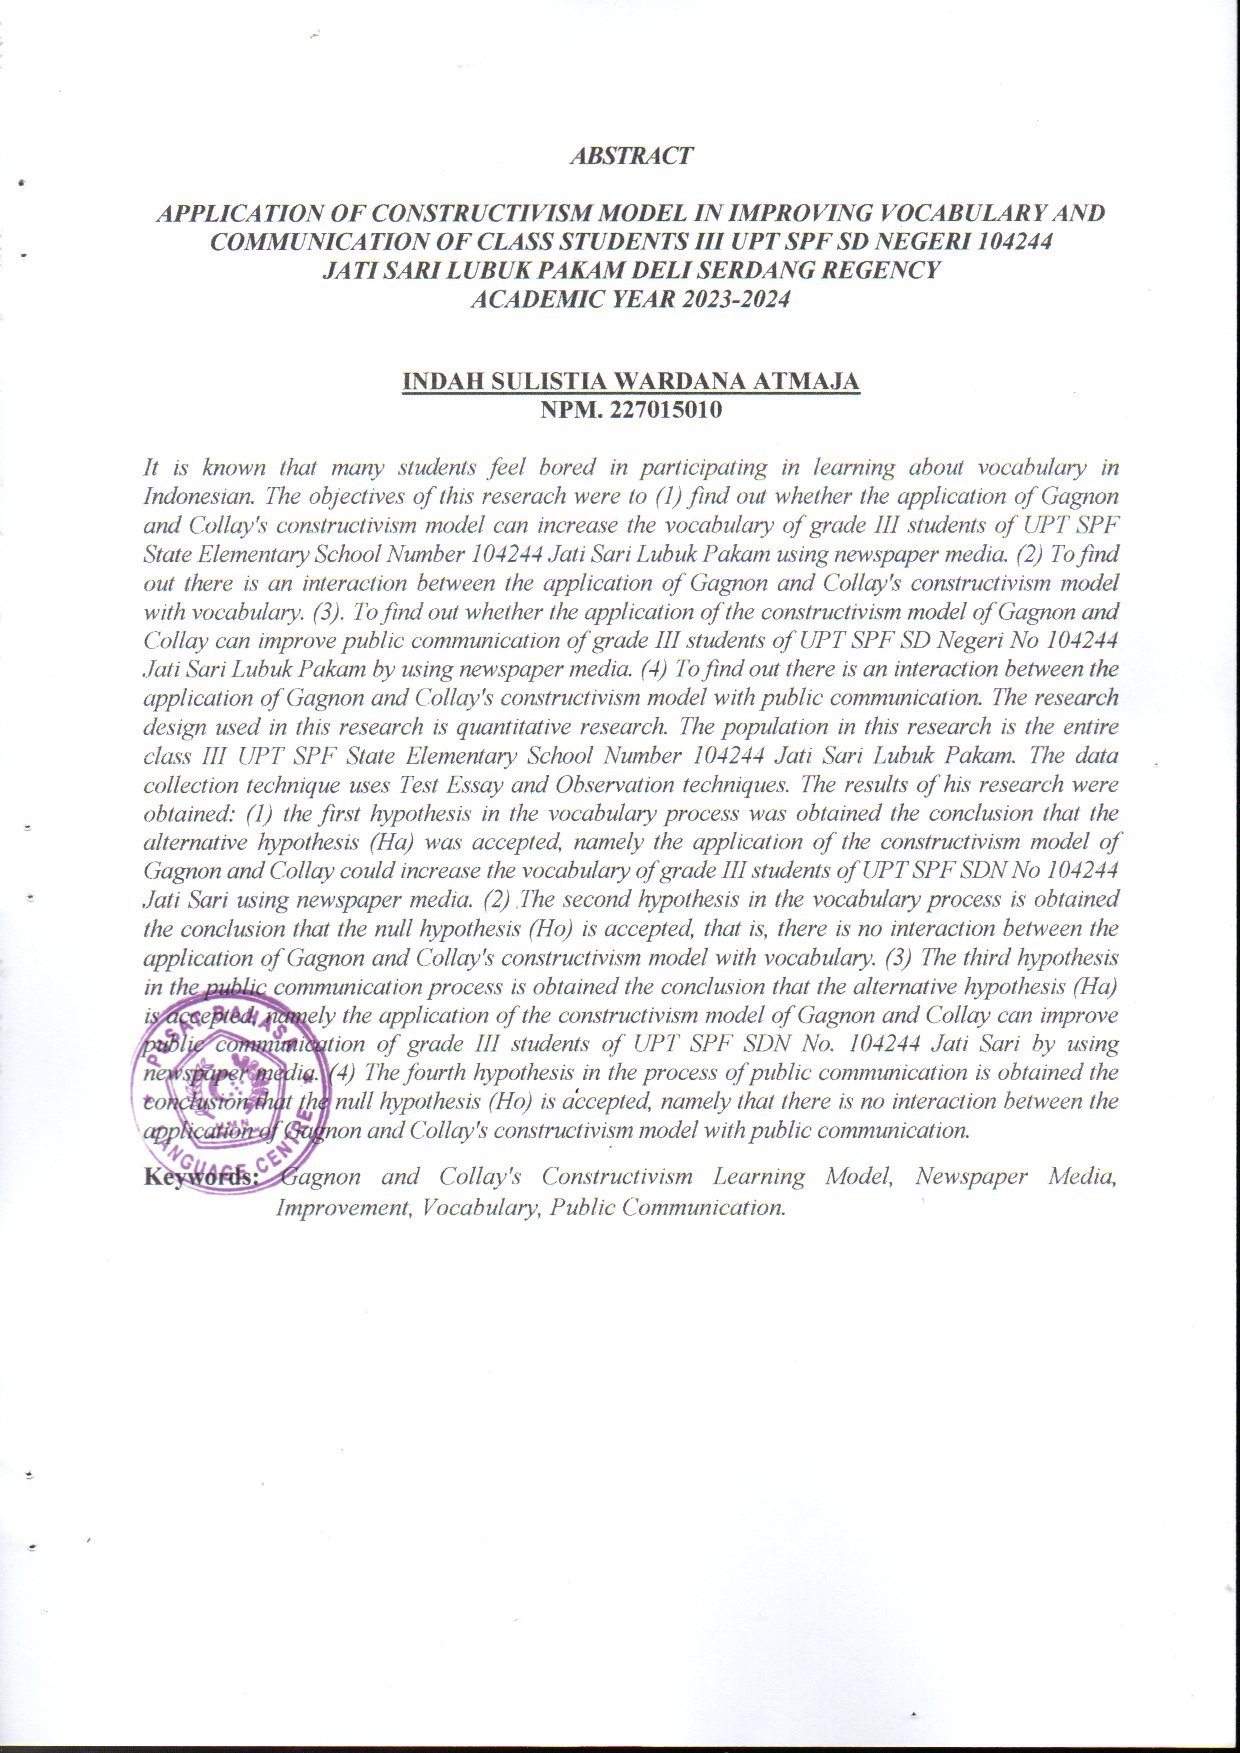 ABSTRACT
APPLICATION OF CONSTRUCTIVISM MODEL IN IMPROVING VOCABULARY AND
COMMUNICATION OF CLASS STUDENTS III UPT SPF SD NEGERI 104244
JATI SARI LUBUK PAKAM DELI SERDANG REGENCY
ACADEMIC YEAR 2023-2024
INDAH SULISTIA WARDANA ATMAJA
NPM. 227015010
It is known that many students feel bored in participating in learning about vocabulary in
Indonesian. The objectives of this reserach were to (1) find out whether the application of Gagnon
and Collay's constructivism model can increase the vocabulary of grade III students of UPT SPF
State Elementary School Number 104244 Jati Sari Lubuk Pakam using newspaper media. (2) To find
out there is an interaction between the application of Gagnon and Collay's constructivism model
with vocabulary. (3). To find out whether the application of the constructivism model of Gagnon and
Collay can improve public communication of grade III students of UPT SPF SD Negeri No 104244
Jati Sari Lubuk Pakam by using newspaper media. (4) To find out there is an interaction between the
application of Gagnon and Collay's constructivism model with public communication. The research
design used in this research is quantitative research. The population in this research is the entire
class III UPT SPF State Elementary School Number 104244 Jati Sari Lubuk Pakam. The data
collection technique uses Test Essay and Observation techniques. The results of his research were
obtained: (1) the first hypothesis in the vocabulary process was obtained the conclusion that the
alternative hypothesis (Ha) was accepted, namely the application of the constructivism model of
Gagnon and Collay could increase the vocabulary of grade III students of UPT SPF SDN No 104244
Jati Sari using newspaper media. (2) The second hypothesis in the vocabulary process is obtained
the conclusion that the null hypothesis (Ho) is accepted, that is, there is no interaction between the
application of Gagnon and Collay's constructivism model with vocabulary. (3) The third hypothesis
in the public communication process is obtained the conclusion that the alternative hypothesis (Ha)
is accepted, namely the application of the constructivism model of Gagnon and Collay can improve
public communication of grade III students of UPT SPF SDN No. 104244 Jati Sari by using
newspaper media. (4) The fourth hypothesis in the process of public communication is obtained the
conclusion that the null hypothesis (Ho) is accepted, namely that there is no interaction between the
application of Gagnon and Collay's constructivism model with public communication.
PUSAT BAHASA
UMN
LANGUAGE CENTRE
Keywords: Gagnon and Collay's Constructivism Learning Model, Newspaper Media,
Improvement, Vocabulary, Public Communication.